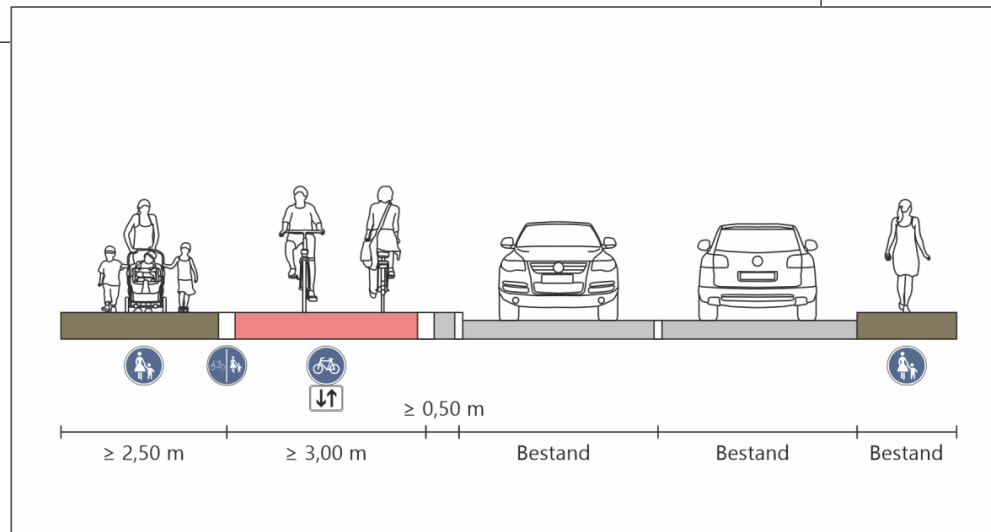 ≥ 0,50 m
≥ 2,50 m
≥ 3,00 m
Bestand
Bestand
Bestand